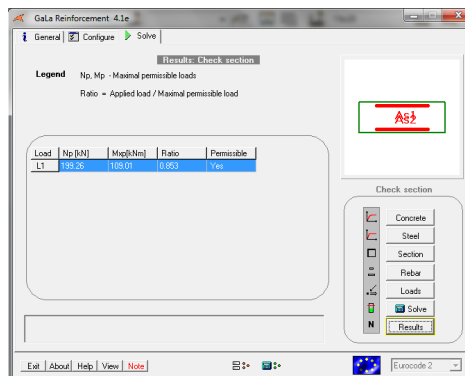 GaLa Reinforcement 4.1e
General Configure Solve
Results: Check section
Legend Np, Mp - Maximal permissible loads
Ratio = Applied load / Maximal permissible load
As1
As2
Load Np [kN] Mxp[kNm] Ratio Permissible
L1 199.26 109.01 0.853 Yes
Check section
Concrete
Steel
Section
Rebar
Loads
Solve
N Results
Exit About Help View Note
Eurocode 2